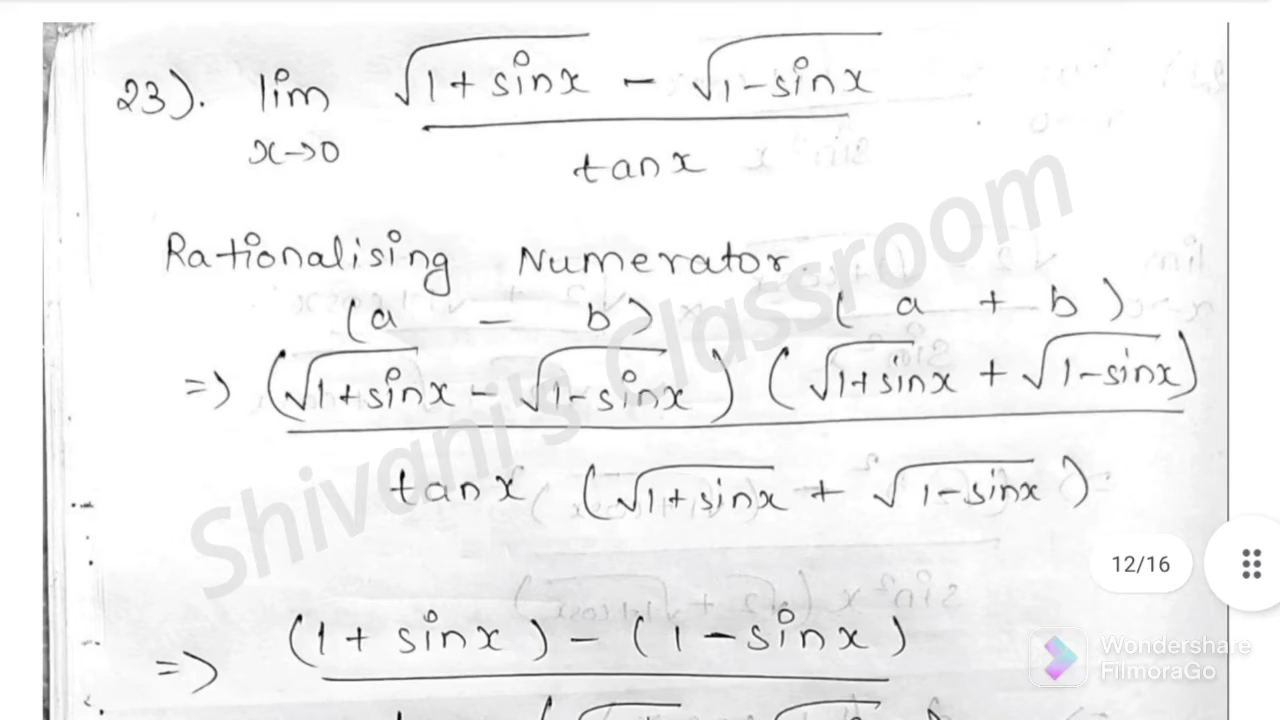 23). lim √1+sinx - √1-sinx
x→0 tanx
Rationalising Numerator.
(a - b) (a + b)
=> (√1+sinx - √1-sinx) (√1+sinx + √1-sinx)
tanx (√1+sinx + √1-sinx)
12/16
=> (1+ sinx) - (1-sinx)
Shivani's Classroom
Wondershare
FilmoraGo